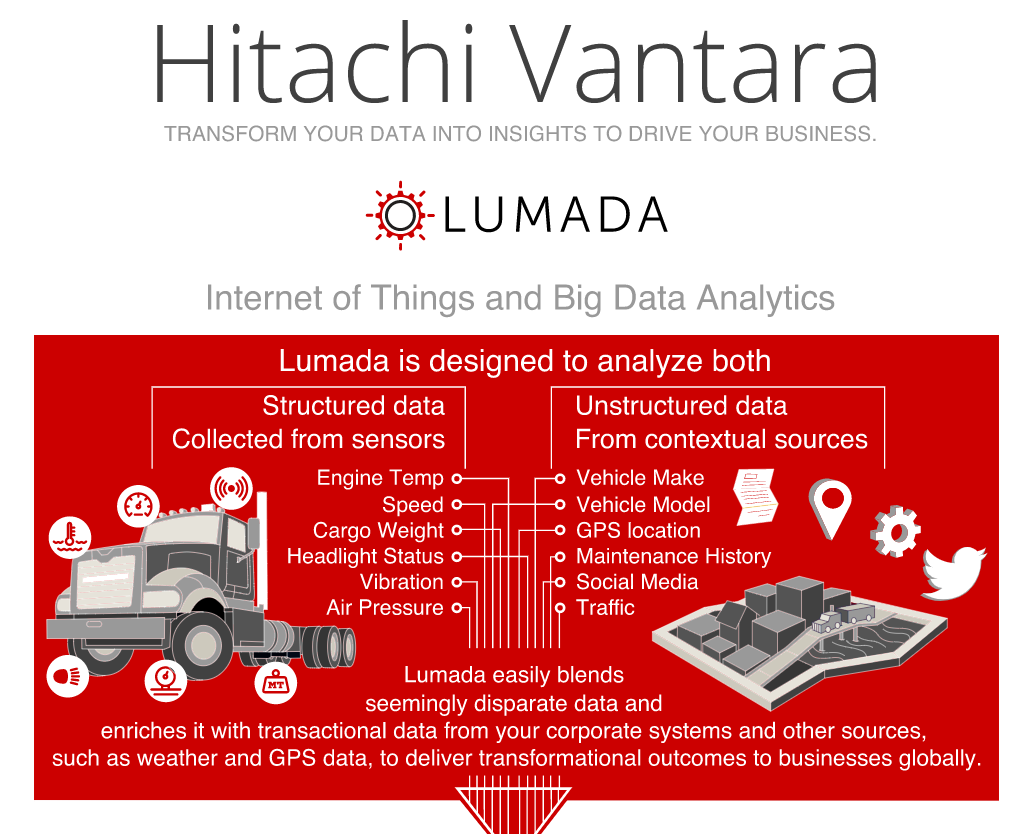 Hitachi Vantara
TRANSFORM YOUR DATA INTO INSIGHTS TO DRIVE YOUR BUSINESS.
LUMADA
Internet of Things and Big Data Analytics
Lumada is designed to analyze both
Structured data
Collected from sensors
Engine Temp
Speed
Cargo Weight
Headlight Status
Vibration
Air Pressure
Unstructured data
From contextual sources
Vehicle Make
Vehicle Model
GPS location
Maintenance History
Social Media
Traffic
MT
Lumada easily blends
seemingly disparate data and
enriches it with transactional data from your corporate systems and other sources,
such as weather and GPS data, to deliver transformational outcomes to businesses globally.